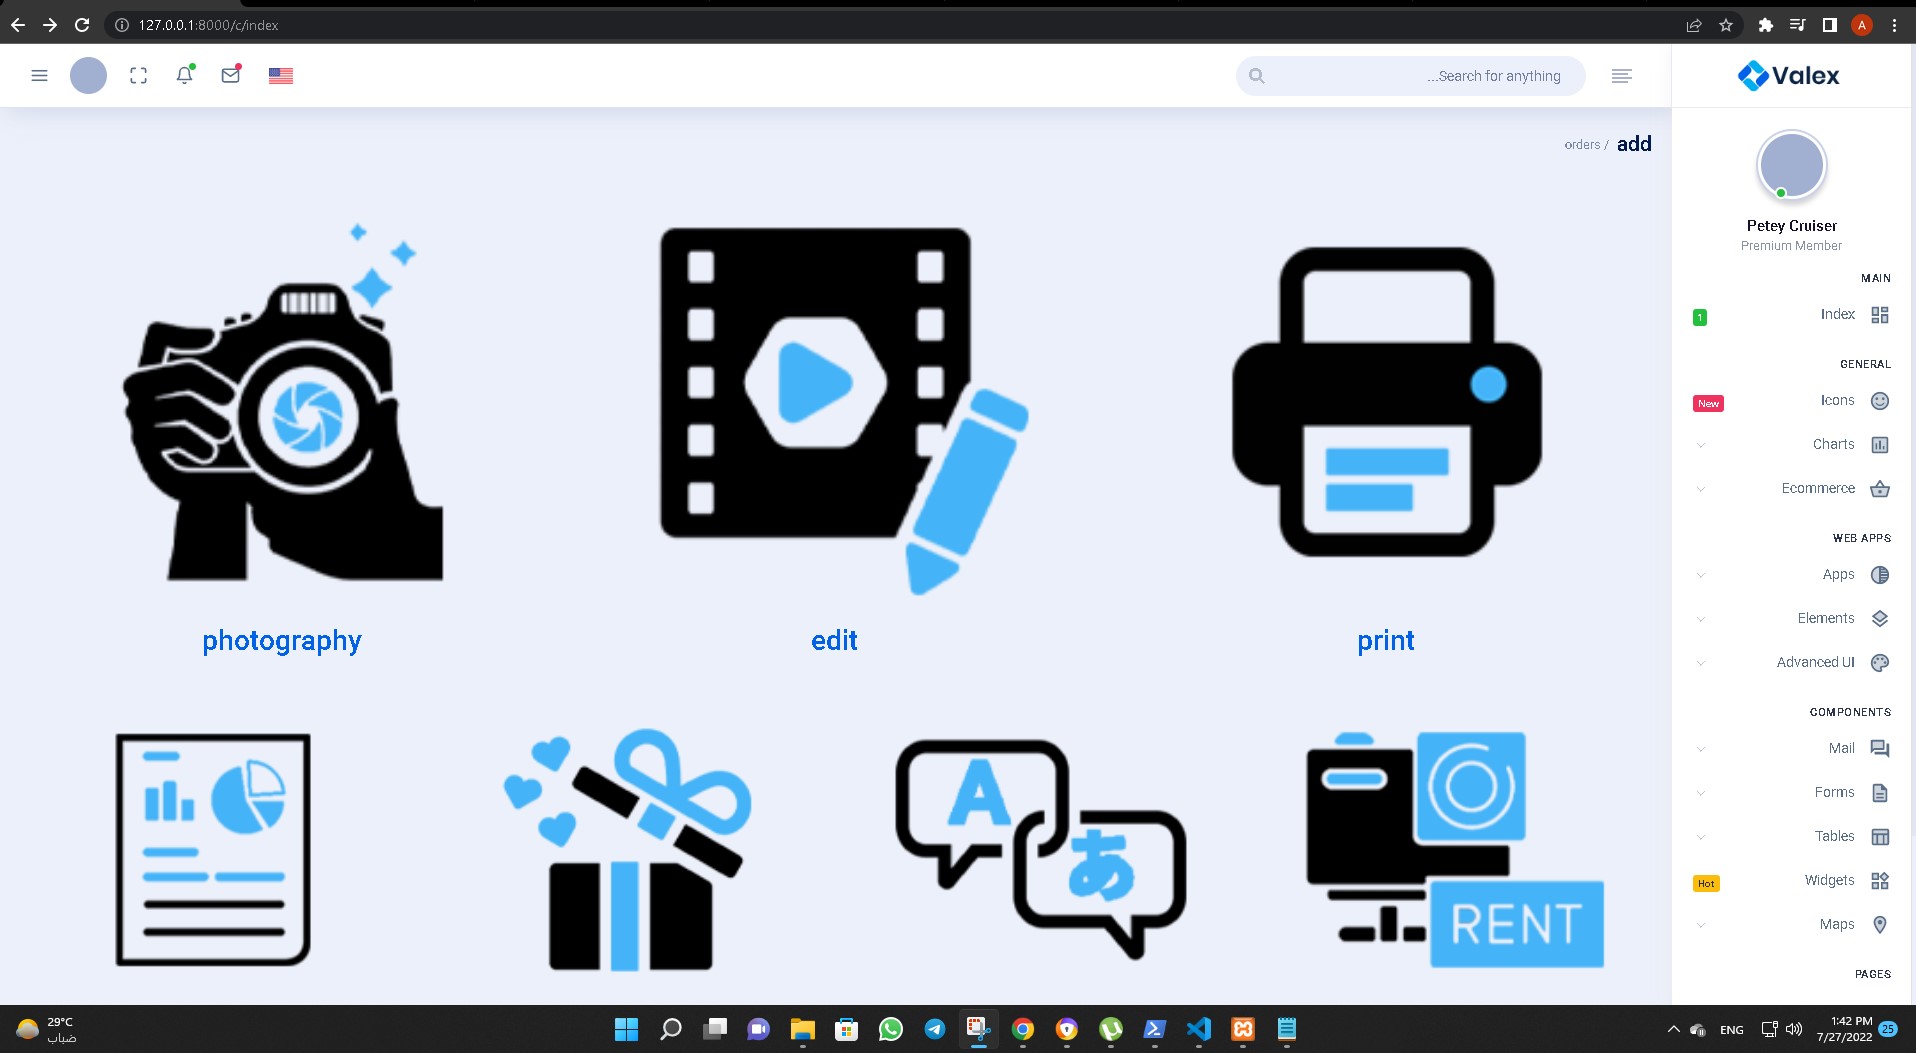 127.0.0.1:8000/c/index
A
...Search for anything
Valex
orders / add
Petey Cruiser
Premium Member
MAIN
1 Index
GENERAL
New Icons
Charts
Ecommerce
WEB APPS
Apps
Elements
Advanced UI
COMPONENTS
Mail
Forms
Tables
Hot Widgets
Maps
PAGES
photography
edit
print
A
あ
RENT
29°C
ضباب
ENG
1:42 PM
7/27/2022
25